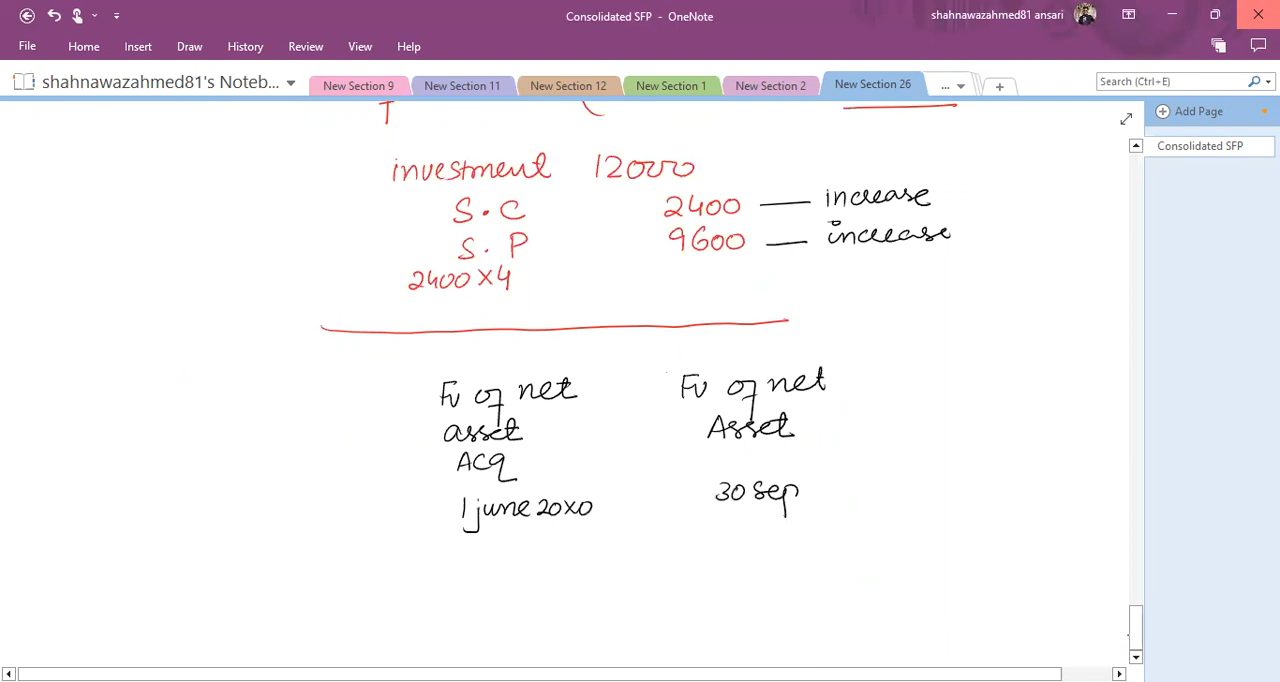 Consolidated SFP - OneNote
shahnawazahmed81 ansari
File Home Insert Draw History Review View Help
shahnawazahmed81's Noteb...
New Section 9 New Section 11 New Section 12 New Section 1 New Section 2 New Section 26 ...
Search (Ctrl+E)
Add Page
Consolidated SFP
investment 12000
S.C 2400 — increase
S.P 9600 — increase
2400 x 4
Fv of net Fv of net
asset Asset
ACQ
1 june 20x0 30 Sep